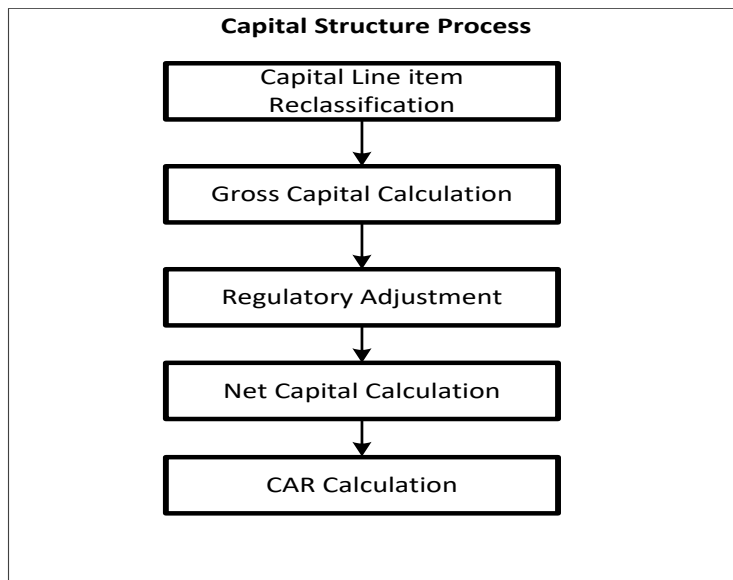 Capital Structure Process
Capital Line item
Reclassification
Gross Capital Calculation
Regulatory Adjustment
Net Capital Calculation
CAR Calculation